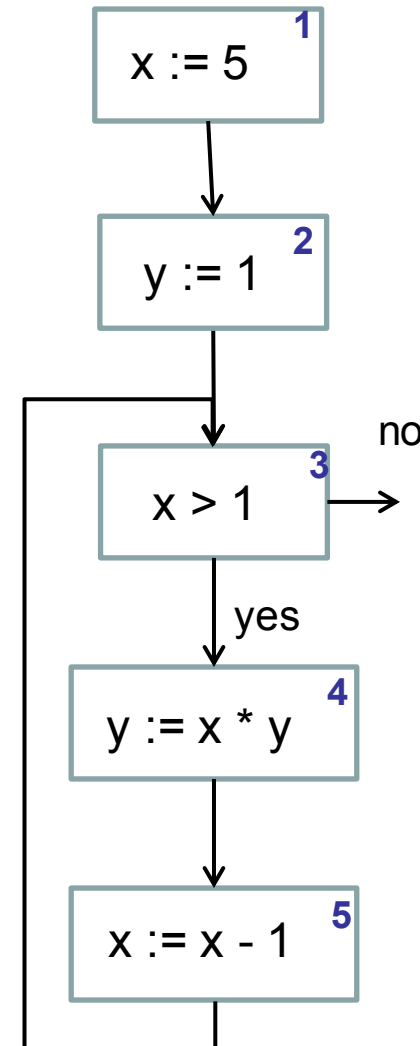 1
x := 5
2
y := 1
no
3
x > 1
yes
4
y := x * y
5
x := x - 1